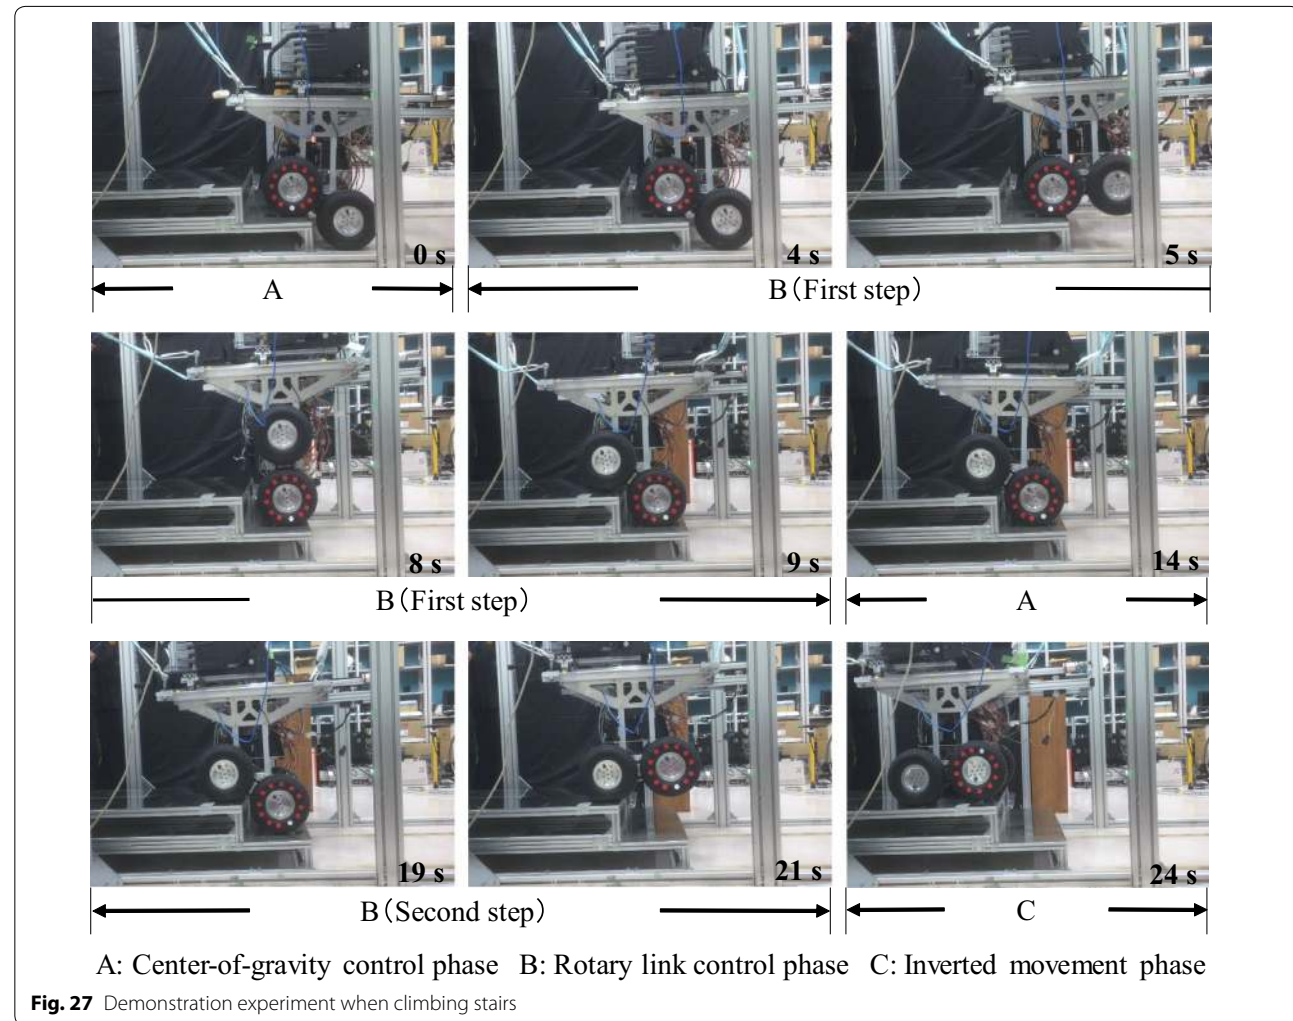 0 s
4 s
5 s
A
B（First step）
8 s
9 s
14 s
B（First step）
A
19 s
21 s
24 s
B（Second step）
C
A: Center-of-gravity control phase B: Rotary link control phase C: Inverted movement phase
Fig. 27 Demonstration experiment when climbing stairs